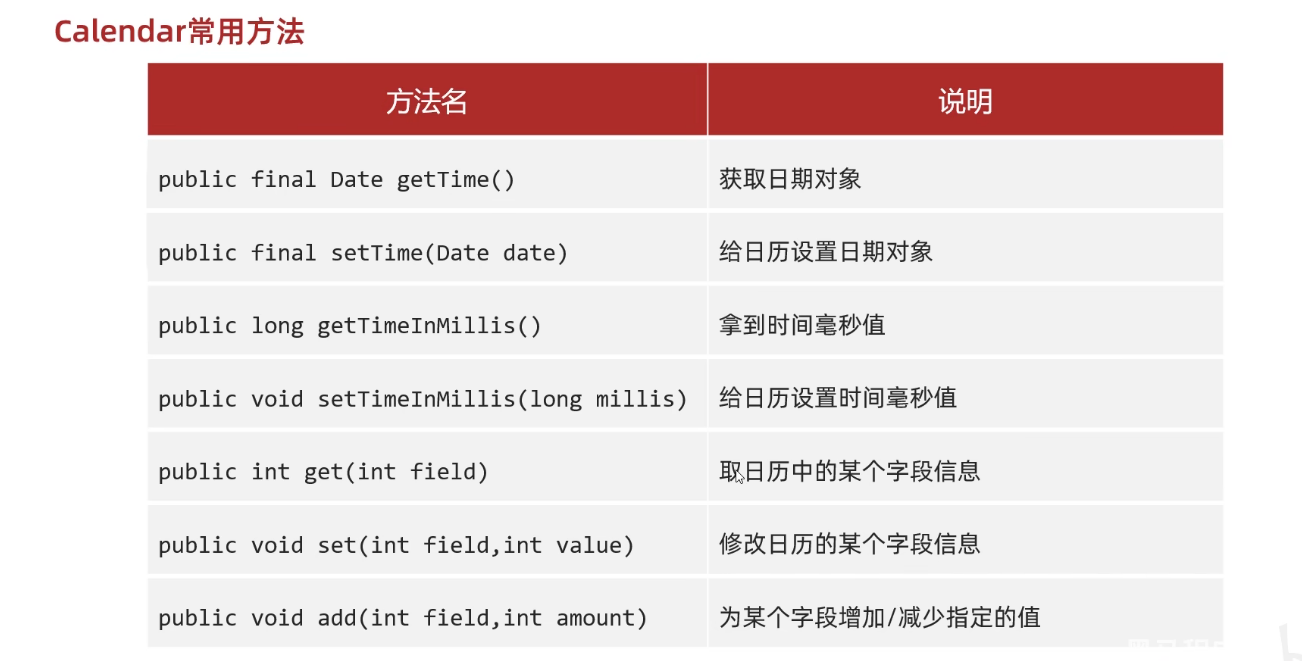 Calendar常用方法
方法名 说明
public final Date getTime() 获取日期对象
public final setTime(Date date) 给日历设置日期对象
public long getTimeInMillis() 拿到时间毫秒值
public void setTimeInMillis(long millis) 给日历设置时间毫秒值
public int get(int field) 取日历中的某个字段信息
public void set(int field,int value) 修改日历的某个字段信息
public void add(int field,int amount) 为某个字段增加/减少指定的值